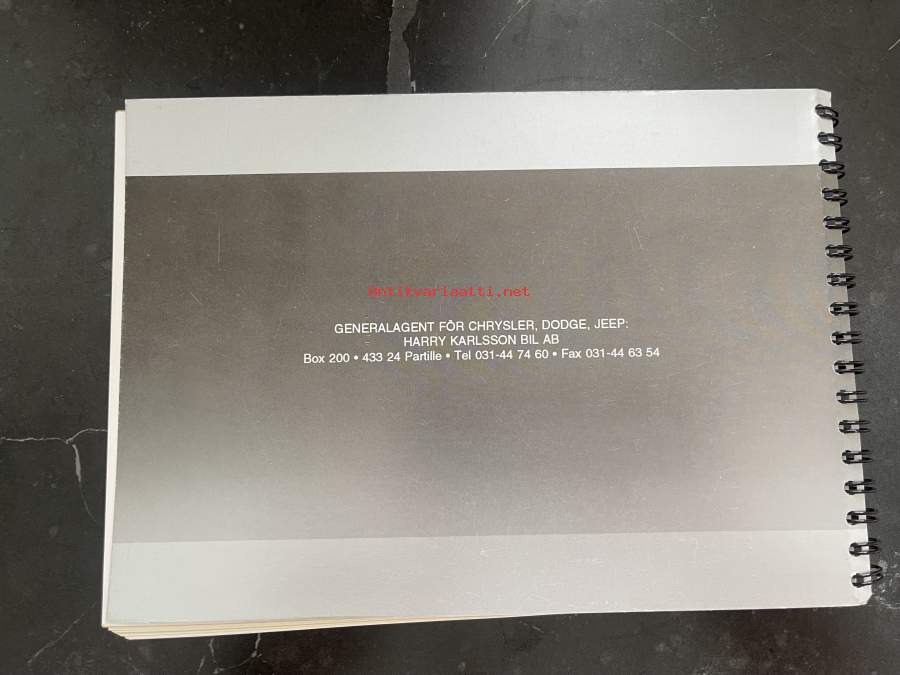 antikvariaatti.net
GENERALAGENT FÖR CHRYSLER, DODGE, JEEP:
HARRY KARLSSON BIL AB
Box 200 • 433 24 Partille • Tel 031-44 74 60 • Fax 031-44 63 54